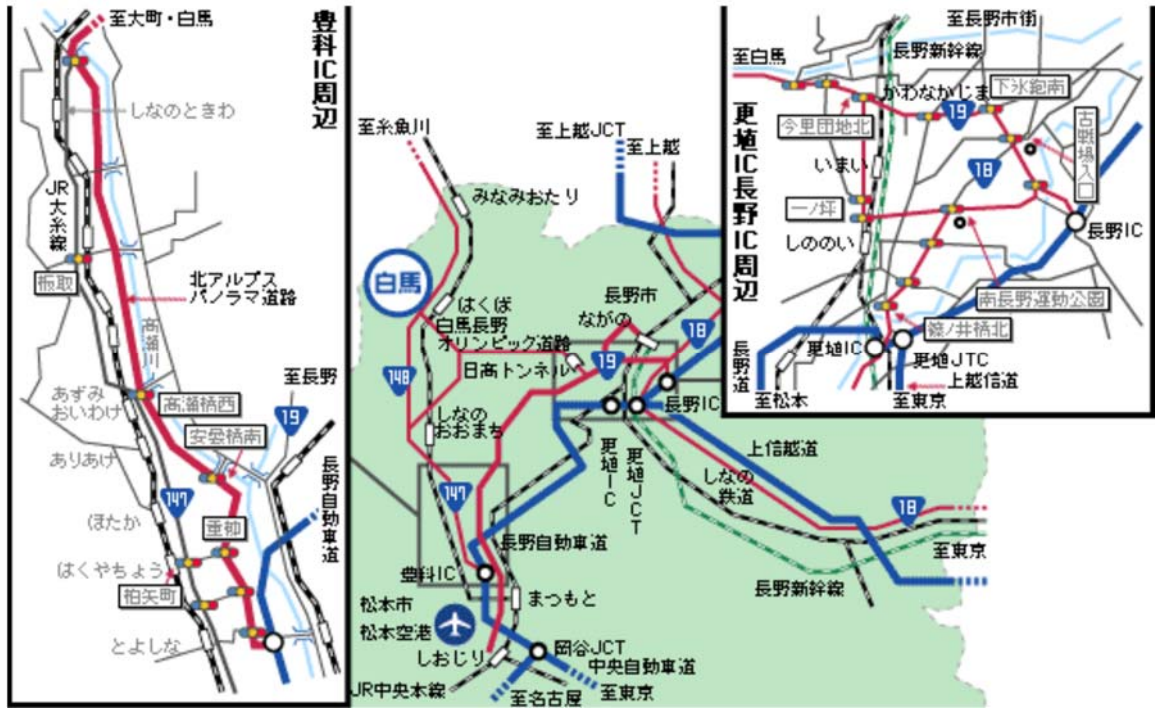 豊科IC周辺
至大町・白馬
しなのときわ
JR大糸線
板取
北アルプス
パノラマ道路
高瀬川
至長野
あずみ
おいわけ
高瀬橋西
安曇橋南
19
ありあけ
147
長野自動車道
ほたか
重柳
はくやちょう
柏矢町
とよしな
至糸魚川
至上越JCT
至上越
みなみおたり
白馬
はくば
白馬長野
オリンピック道路
日高トンネル
長野市
ながの
18
19
148
しなの
おおまち
長野IC
更埴IC
更埴JCT
上信越道
しなの
鉄道
147
18
長野自動車道
至東京
豊科IC
長野新幹線
まつもと
松本市
松本空港
しおじり
岡谷JCT
中央自動車道
JR中央本線
至名古屋
至東京
更埴IC長野IC周辺
至長野市街
長野新幹線
至白馬
かわなかじま
下氷鉋南
19
今里団地北
古戦場入口
いまい
18
一ノ坪
しののい
長野IC
南長野運動公園
篠ノ井橋北
更埴IC
更埴JTC
長野道
上越信道
至松本
至東京